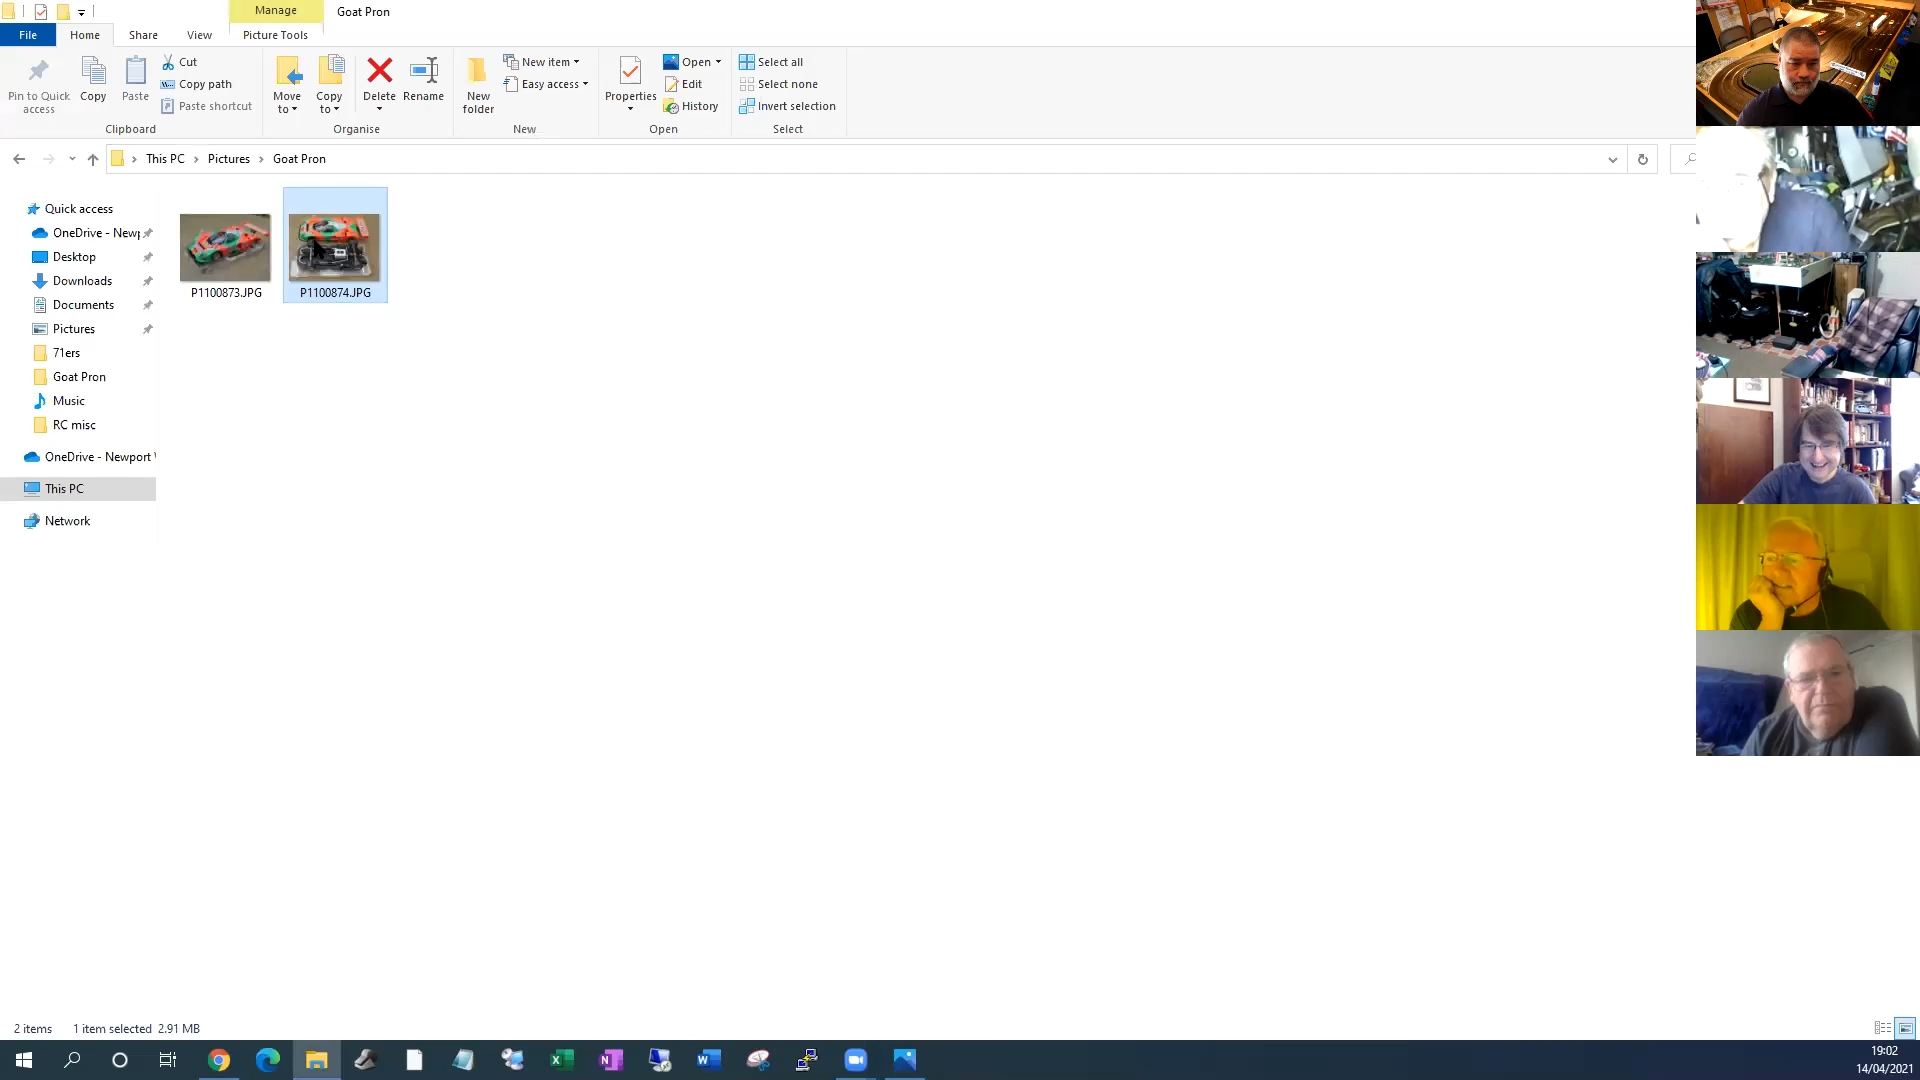 Manage
Goat Pron
File
Home
Share
View
Picture Tools
Pin to Quick access
Copy
Paste
Cut
Copy path
Paste shortcut
Clipboard
Move to
Copy to
Delete
Rename
Organise
New folder
New item
Easy access
New
Properties
Open
Edit
History
Open
Select all
Select none
Invert selection
Select
This PC
Pictures
Goat Pron
Quick access
OneDrive - Newp
Desktop
Downloads
Documents
Pictures
71ers
Goat Pron
Music
RC misc
OneDrive - Newport
This PC
Network
P1100873.JPG
P1100874.JPG
2 items
1 item selected 2.91 MB
19:02
14/04/2021